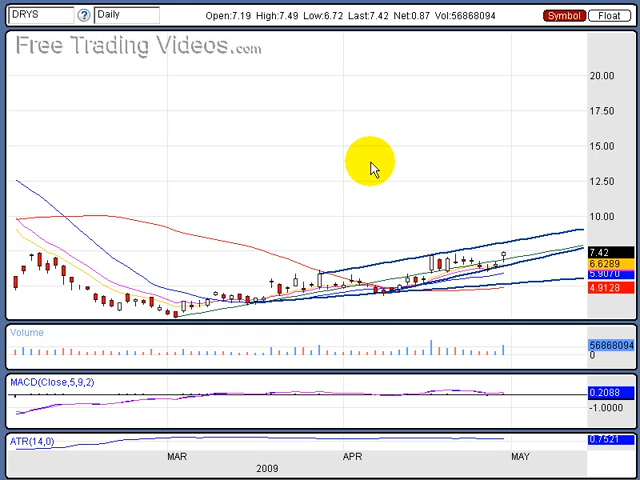 DRYS ? Daily Open:7.19 High:7.49 Low:6.72 Last:7.42 Net:0.87 Vol:56868094 Symbol Float
Free Trading Videos.com
20.00
17.50
15.00
12.50
10.00
7.42
6.6289
5.9070
4.9128
Volume
56868094
0
MACD(Close,5,9,2)
0.2088
-1.0000
ATR(14,0)
0.7521
MAR APR MAY
2009